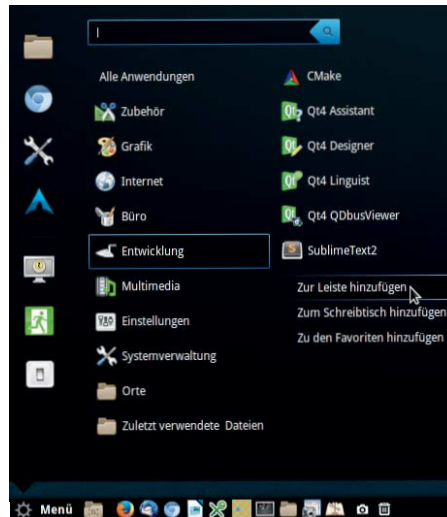 Alle Anwendungen
Zubehör
Grafik
Internet
Büro
Entwicklung
Multimedia
Einstellungen
Systemverwaltung
Orte
Zuletzt verwendete Dateien
CMake
Qt4 Assistant
Qt4 Designer
Qt4 Linguist
Qt4 QDbusViewer
SublimeText2
Zur Leiste hinzufügen
Zum Schreibtisch hinzufügen
Zu den Favoriten hinzufügen
Menü